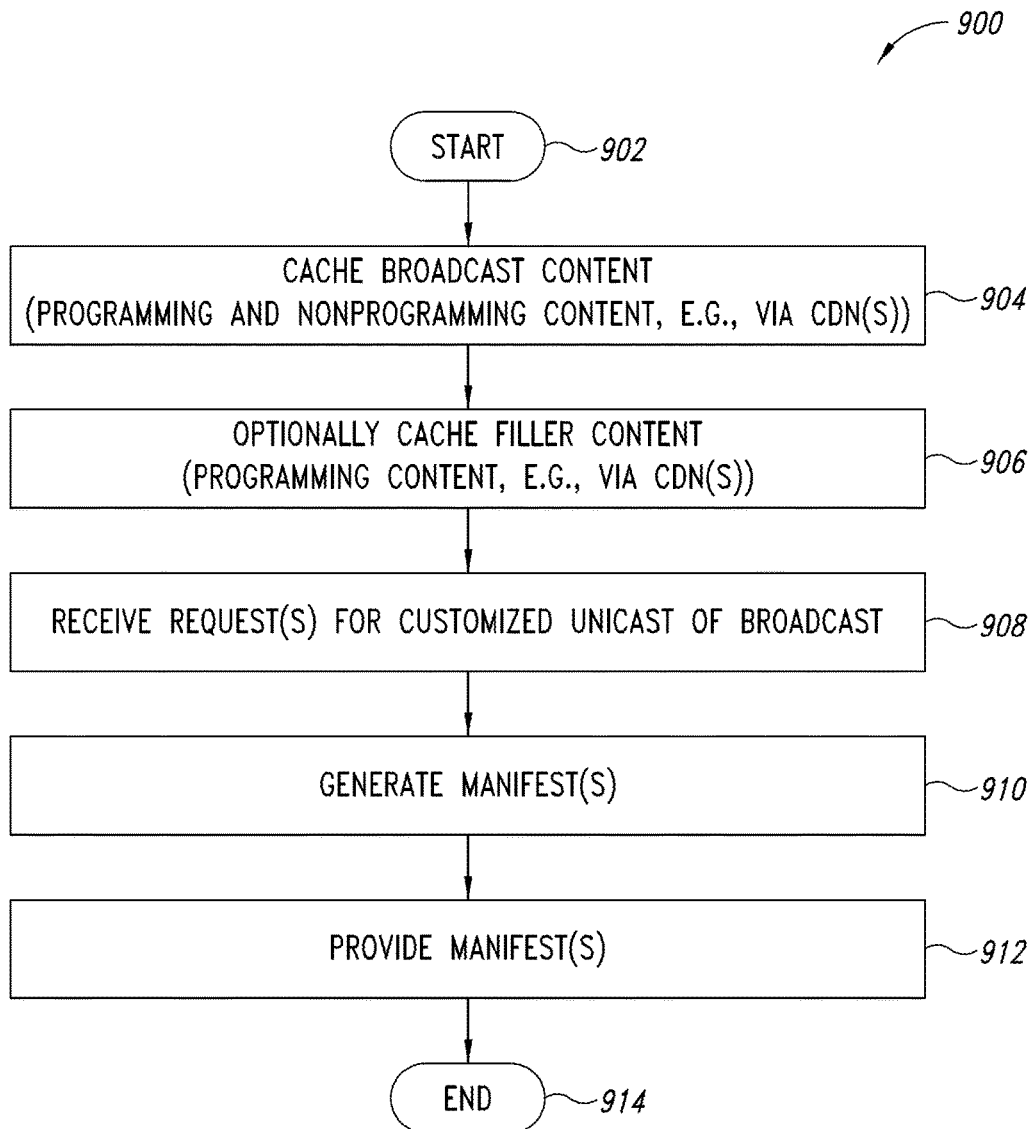 900
START
902
CACHE BROADCAST CONTENT
(PROGRAMMING AND NONPROGRAMMING CONTENT, E.G., VIA CDN(S))
904
OPTIONALLY CACHE FILLER CONTENT
(PROGRAMMING CONTENT, E.G., VIA CDN(S))
906
RECEIVE REQUEST(S) FOR CUSTOMIZED UNICAST OF BROADCAST
908
GENERATE MANIFEST(S)
910
PROVIDE MANIFEST(S)
912
END
914